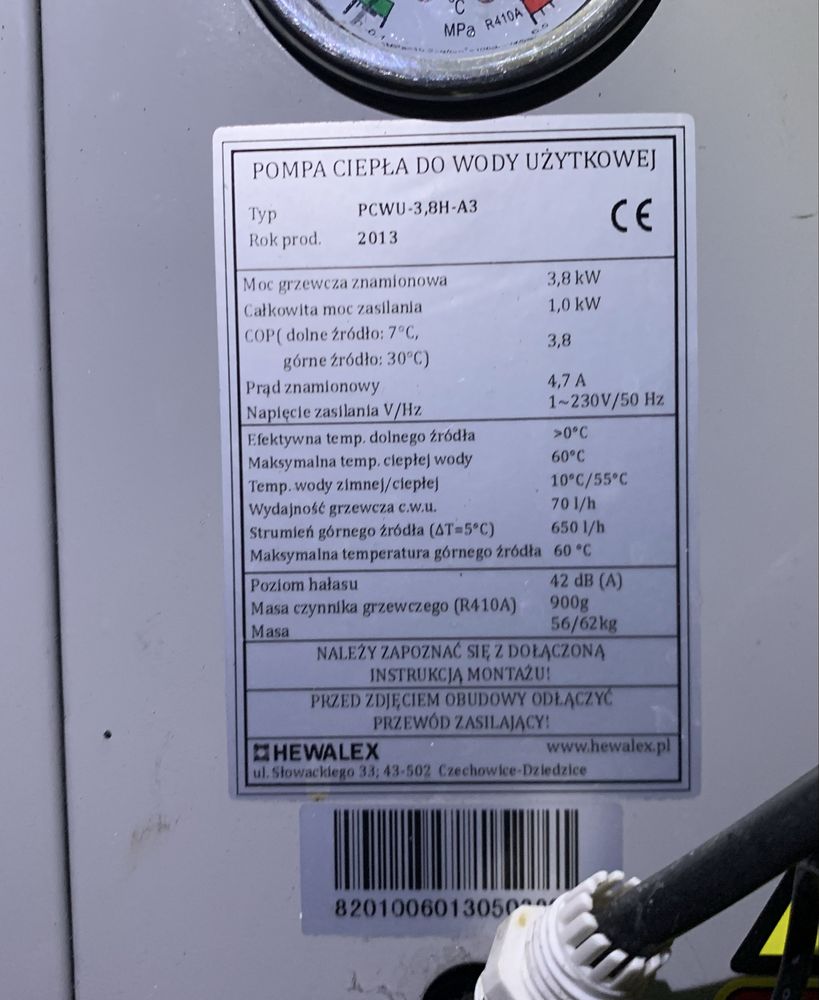 °C
MPa R410A
POMPA CIEPŁA DO WODY UŻYTKOWEJ
Typ PCWU-3,8H-A3
Rok prod. 2013
CE
Moc grzewcza znamionowa 3,8 kW
Całkowita moc zasilania 1,0 kW
COP( dolne źródło: 7°C,
górne źródło: 30°C) 3,8
Prąd znamionowy 4,7 A
Napięcie zasilania V/Hz 1~230V/50 Hz
Efektywna temp. dolnego źródła >0°C
Maksymalna temp. ciepłej wody 60°C
Temp. wody zimnej/ciepłej 10°C/55°C
Wydajność grzewcza c.w.u. 70 l/h
Strumień górnego źródła (ΔT=5°C) 650 l/h
Maksymalna temperatura górnego źródła 60 °C
Poziom hałasu 42 dB (A)
Masa czynnika grzewczego (R410A) 900g
Masa 56/62kg
NALEŻY ZAPOZNAĆ SIĘ Z DOŁĄCZONĄ
INSTRUKCJĄ MONTAŻU!
PRZED ZDJĘCIEM OBUDOWY ODŁĄCZYĆ
PRZEWÓD ZASILAJĄCY!
HEWALEX www.hewalex.pl
ul. Słowackiego 33; 43-502 Czechowice-Dziedzice
8201006013050